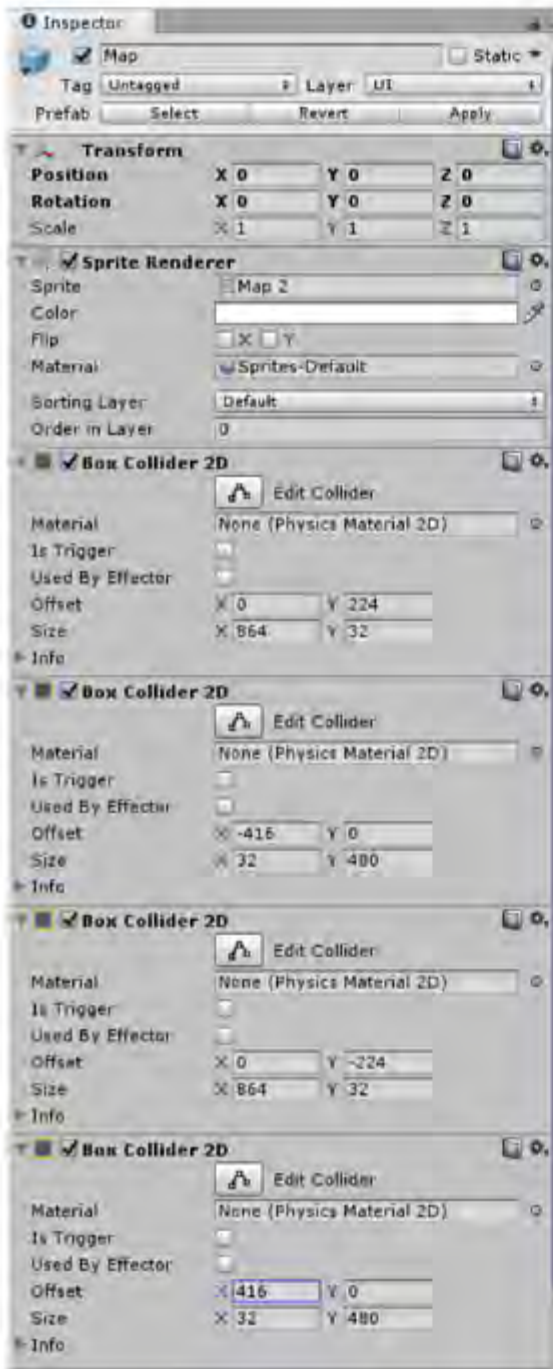 Inspector
Map Static
Tag Untagged Layer UI
Prefab Select Revert Apply
Transform
Position X 0 Y 0 Z 0
Rotation X 0 Y 0 Z 0
Scale X 1 Y 1 Z 1
Sprite Renderer
Sprite Map 2
Color
Flip X Y
Material Sprites-Default
Sorting Layer Default
Order in Layer 0
Box Collider 2D
Edit Collider
Material None (Physics Material 2D)
Is Trigger
Used By Effector
Offset X 0 Y 224
Size X 864 Y 32
Info
Box Collider 2D
Edit Collider
Material None (Physics Material 2D)
Is Trigger
Used By Effector
Offset X -416 Y 0
Size X 32 Y 480
Info
Box Collider 2D
Edit Collider
Material None (Physics Material 2D)
Is Trigger
Used By Effector
Offset X 0 Y -224
Size X 864 Y 32
Info
Box Collider 2D
Edit Collider
Material None (Physics Material 2D)
Is Trigger
Used By Effector
Offset X 416 Y 0
Size X 32 Y 480
Info